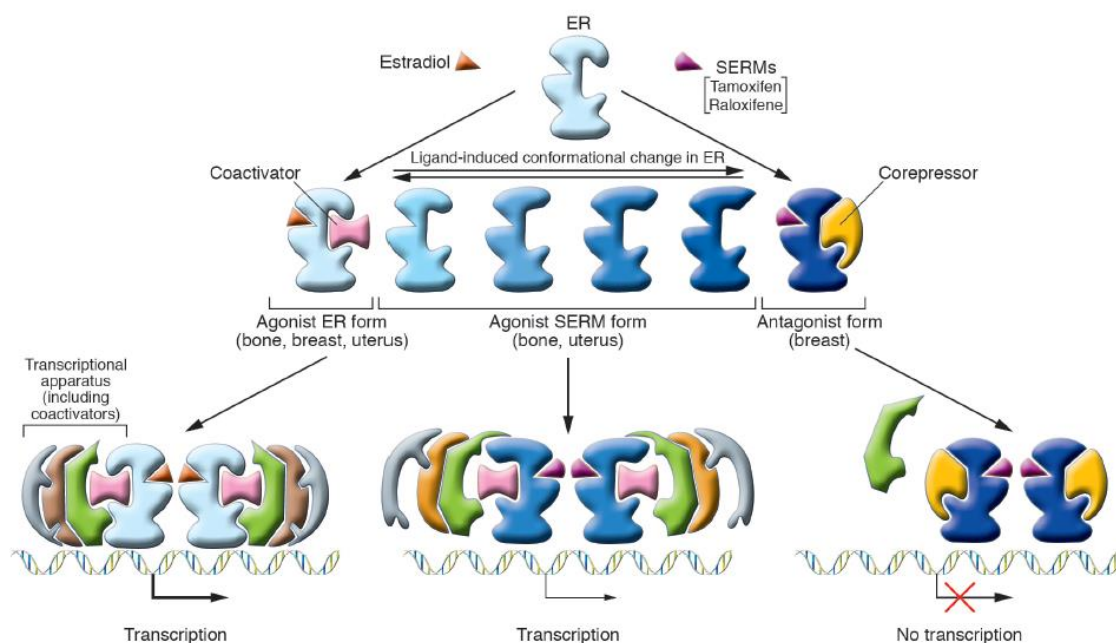 ER
Estradiol
SERMs
Tamoxifen
Raloxifene
Ligand-induced conformational change in ER
Coactivator
Corepressor
Agonist ER form
(bone, breast, uterus)
Agonist SERM form
(bone, uterus)
Antagonist form
(breast)
Transcriptional
apparatus
(including
coactivators)
Transcription
Transcription
No transcription